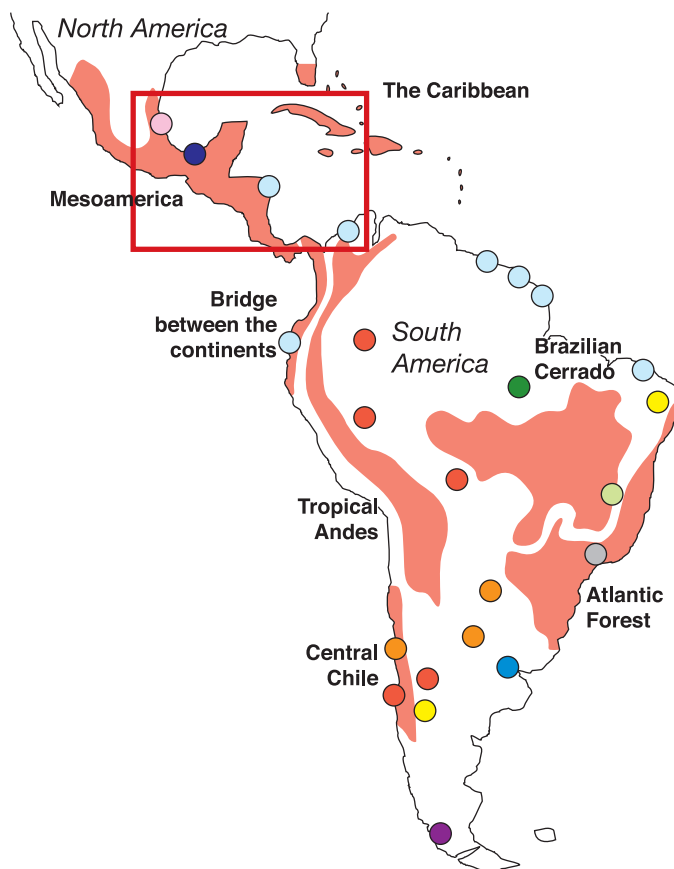 North America
The Caribbean
Mesoamerica
Bridge
between the
continents
South
America
Brazilian
Cerrado
Tropical
Andes
Atlantic
Forest
Central
Chile